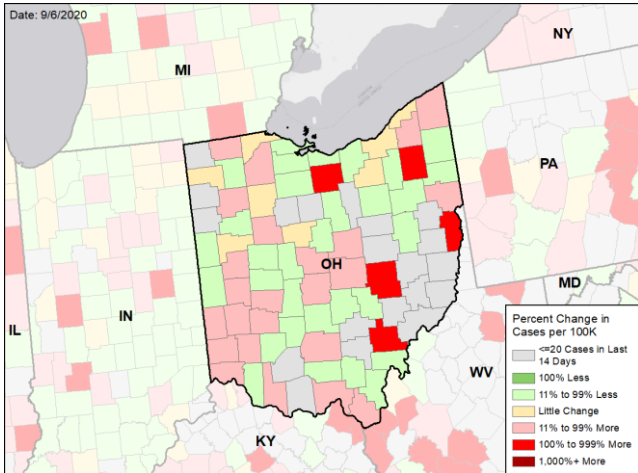 Date: 9/6/2020
MI
NY
PA
OH
IN
IL
MD
WV
KY
Percent Change in
Cases per 100K
<=20 Cases in Last
14 Days
100% Less
11% to 99% Less
Little Change
11% to 99% More
100% to 999% More
1,000%+ More